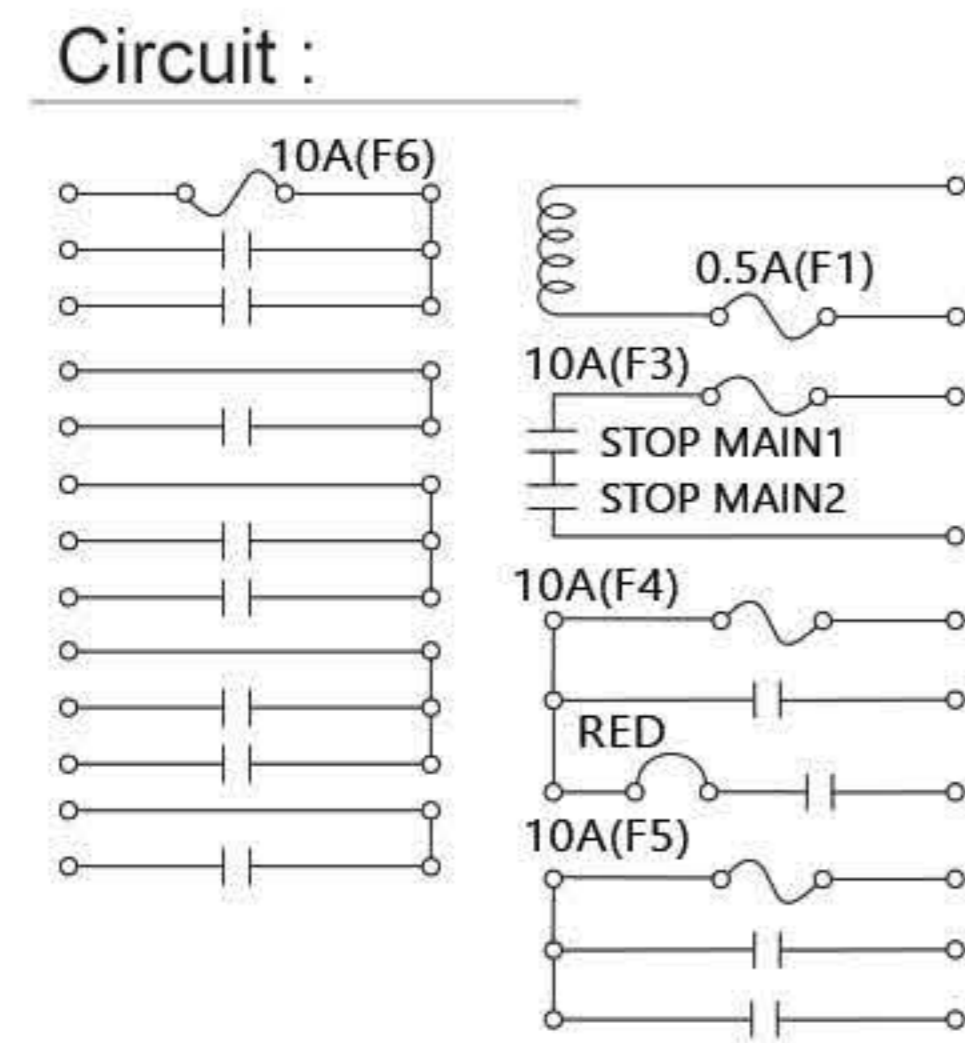 Circuit :
10A(F6)
0.5A(F1)
10A(F3)
STOP MAIN1
STOP MAIN2
10A(F4)
RED
10A(F5)